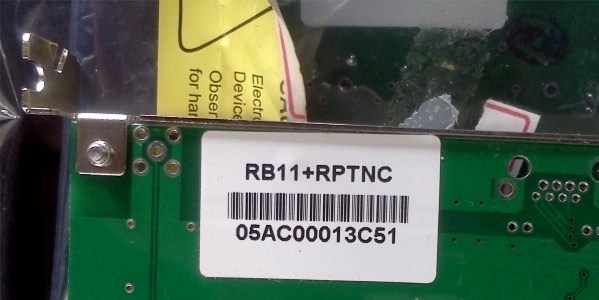 Electro
Device
Obser
for han
RB11+RPTNC
05AC00013C51